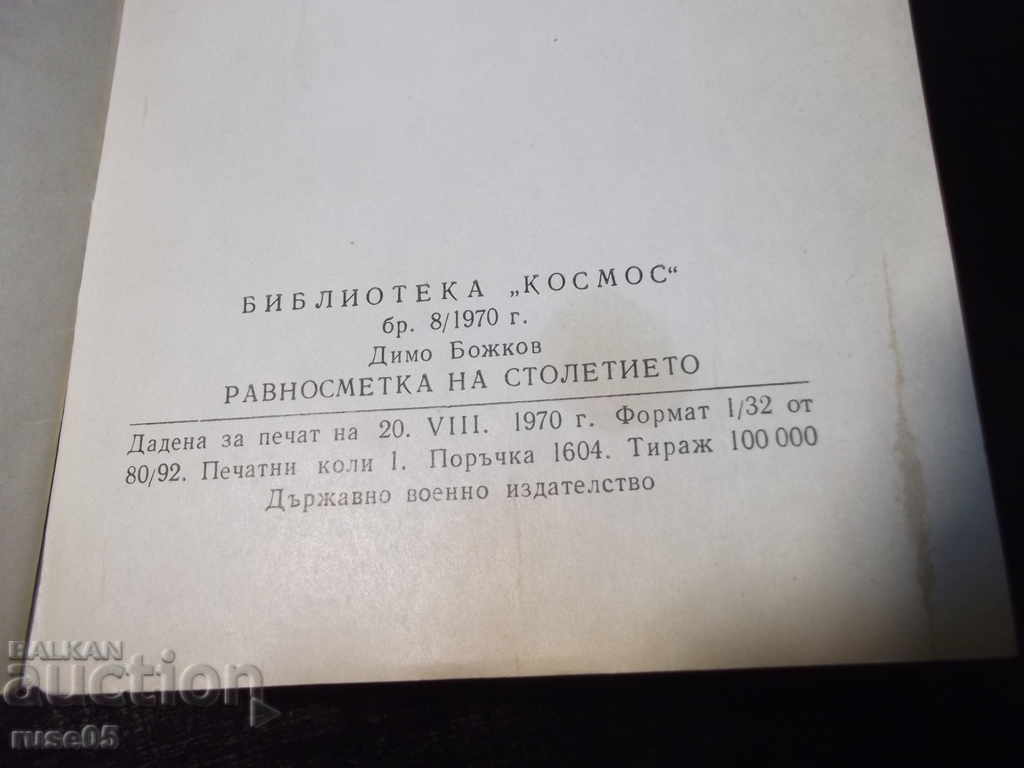 БИБЛИОТЕКА „КОСМОС“
бр. 8/1970 г.
Димо Божков
РАВНОСМЕТКА НА СТОЛЕТИЕТО
Дадена за печат на 20. VIII. 1970 г. Формат 1/32 от
80/92. Печатни коли 1. Поръчка 1604. Тираж 100 000
Държавно военно издателство
BALKAN
auction
ruse05